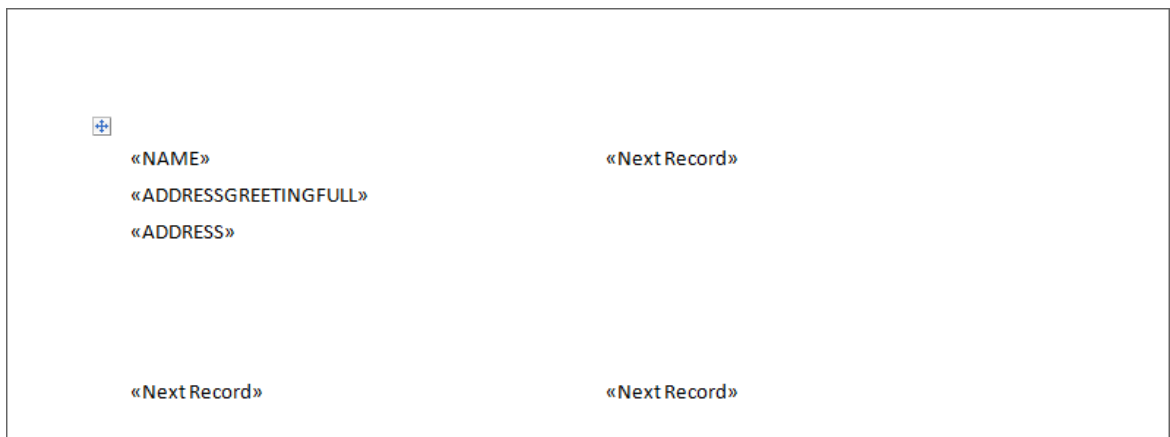 «NAME»
«Next Record»
«ADDRESSGREETINGFULL»
«ADDRESS»
«Next Record»
«Next Record»